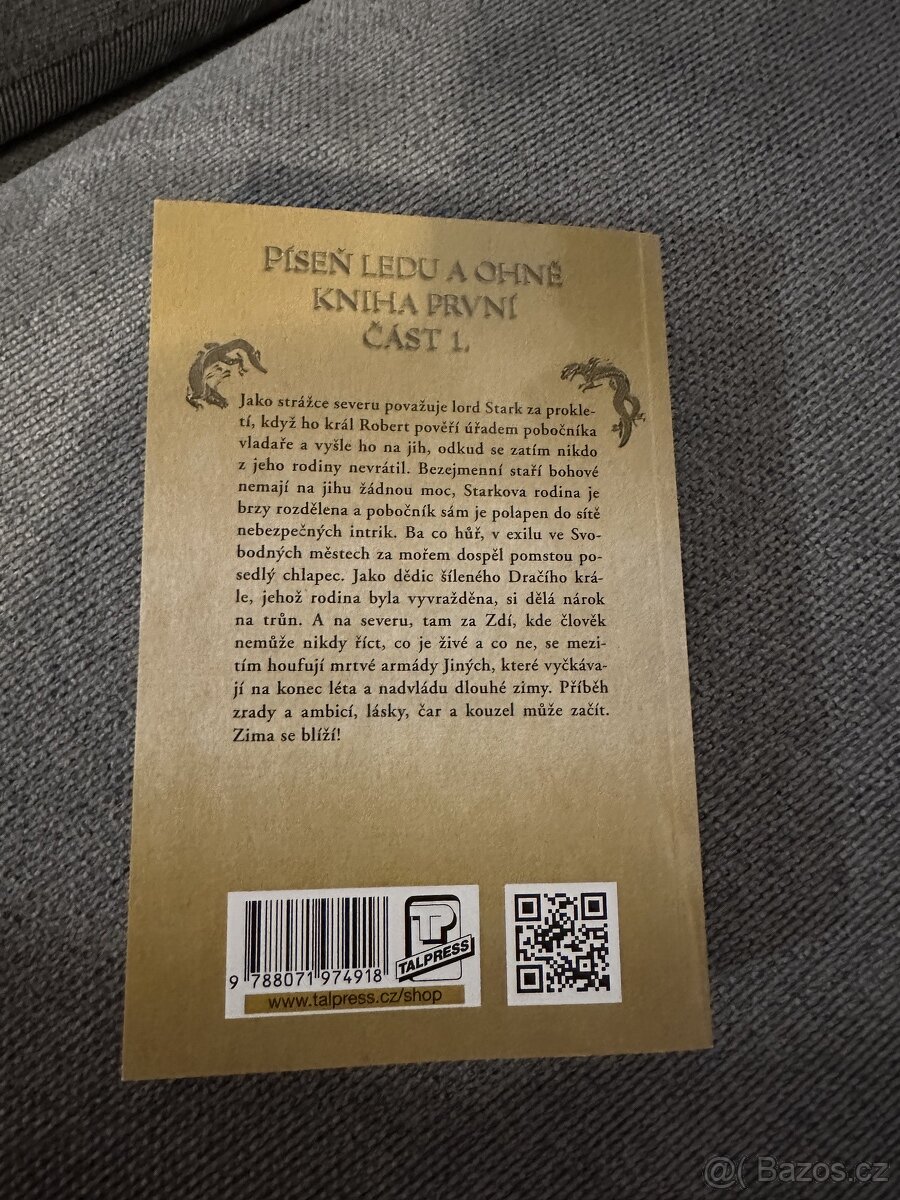 PÍSEŇ LEDU A OHNĚ
KNIHA PRVNÍ
ČÁST 1.
Jako strážce severu považuje lord Stark za prokle-
tí, když ho král Robert pověří úřadem pobočníka
vladaře a vyšle ho na jih, odkud se zatím nikdo
z jeho rodiny nevrátil. Bezejmenní staří bohové
nemají na jihu žádnou moc, Starkova rodina je
brzy rozdělena a pobočník sám je polapen do sítě
nebezpečných intrik. Ba co hůř, v exilu ve Svo-
bodných městech za mořem dospěl pomstou po-
sedlý chlapec. Jako dědic šíleného Dračího krá-
le, jehož rodina byla vyvražděna, si dělá nárok
na trůn. A na severu, tam za Zdí, kde člověk
nemůže nikdy říct, co je živé a co ne, se mezi-
tím houfují mrtvé armády Jiných, které vyčkáva-
jí na konec léta a nadvládu dlouhé zimy. Příběh
zrady a ambicí, lásky, čar a kouzel může začít.
Zima se blíží!
TP
TALPRESS
9 788071 974918
www.talpress.cz/shop
@( Bazos.cz